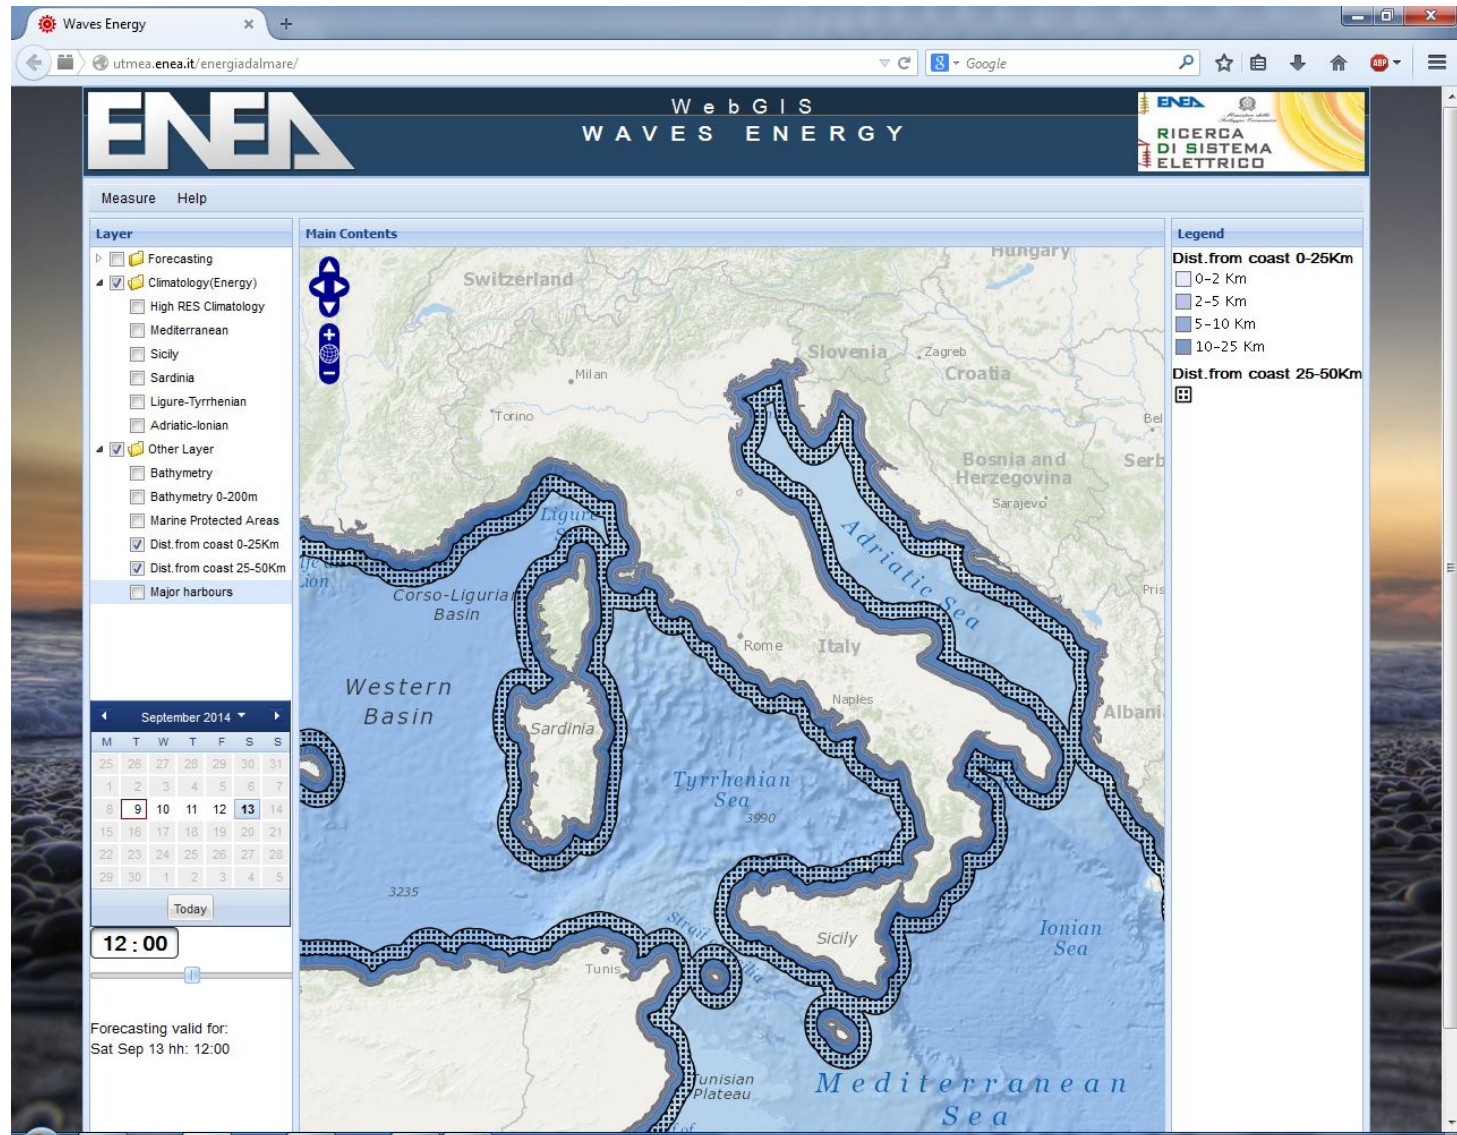 Waves Energy
utmea.enea.it/energiadalmare/
Google
ABP
ENEA
WebGIS
WAVES ENERGY
ENEA
RICERCA
DI SISTEMA
ELETTRICO
Measure Help
Layer
Forecasting
Climatology(Energy)
High RES Climatology
Mediterranean
Sicily
Sardinia
Ligure-Tyrrhenian
Adriatic-Ionian
Other Layer
Bathymetry
Bathymetry 0-200m
Marine Protected Areas
Dist.from coast 0-25Km
Dist.from coast 25-50Km
Major harbours
September 2014
M T W T F S S
25 26 27 28 29 30 31
1 2 3 4 5 6 7
8 9 10 11 12 13 14
15 16 17 18 19 20 21
22 23 24 25 26 27 28
29 30 1 2 3 4 5
Today
12 : 00
Forecasting valid for:
Sat Sep 13 hh: 12:00
Main Contents
Hungary
Switzerland
Slovenia
Zagreb
Croatia
Milan
Torino
Bel
Bosnia and
Herzegovina
Serb
Sarajevo
Ligure
Adriatic Sea
Lion
Corso-Ligurian
Basin
Pris
Rome
Italy
Western
Basin
Naples
Albani
Sardinia
Tyrrhenian
Sea
3990
3235
Sicily
Ionian
Sea
Tunis
Tunisian
Plateau
Mediterranean
Sea
Legend
Dist.from coast 0-25Km
0-2 Km
2-5 Km
5-10 Km
10-25 Km
Dist.from coast 25-50Km